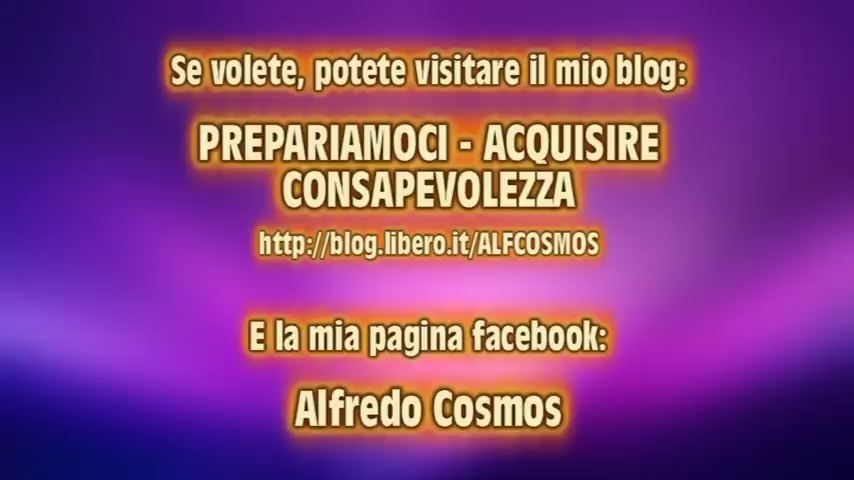 Se volete, potete visitare il mio blog:
PREPARIAMOCI - ACQUISIRE
CONSAPEVOLEZZA
http://blog.libero.it/ALFCOSMOS
E la mia pagina facebook:
Alfredo Cosmos